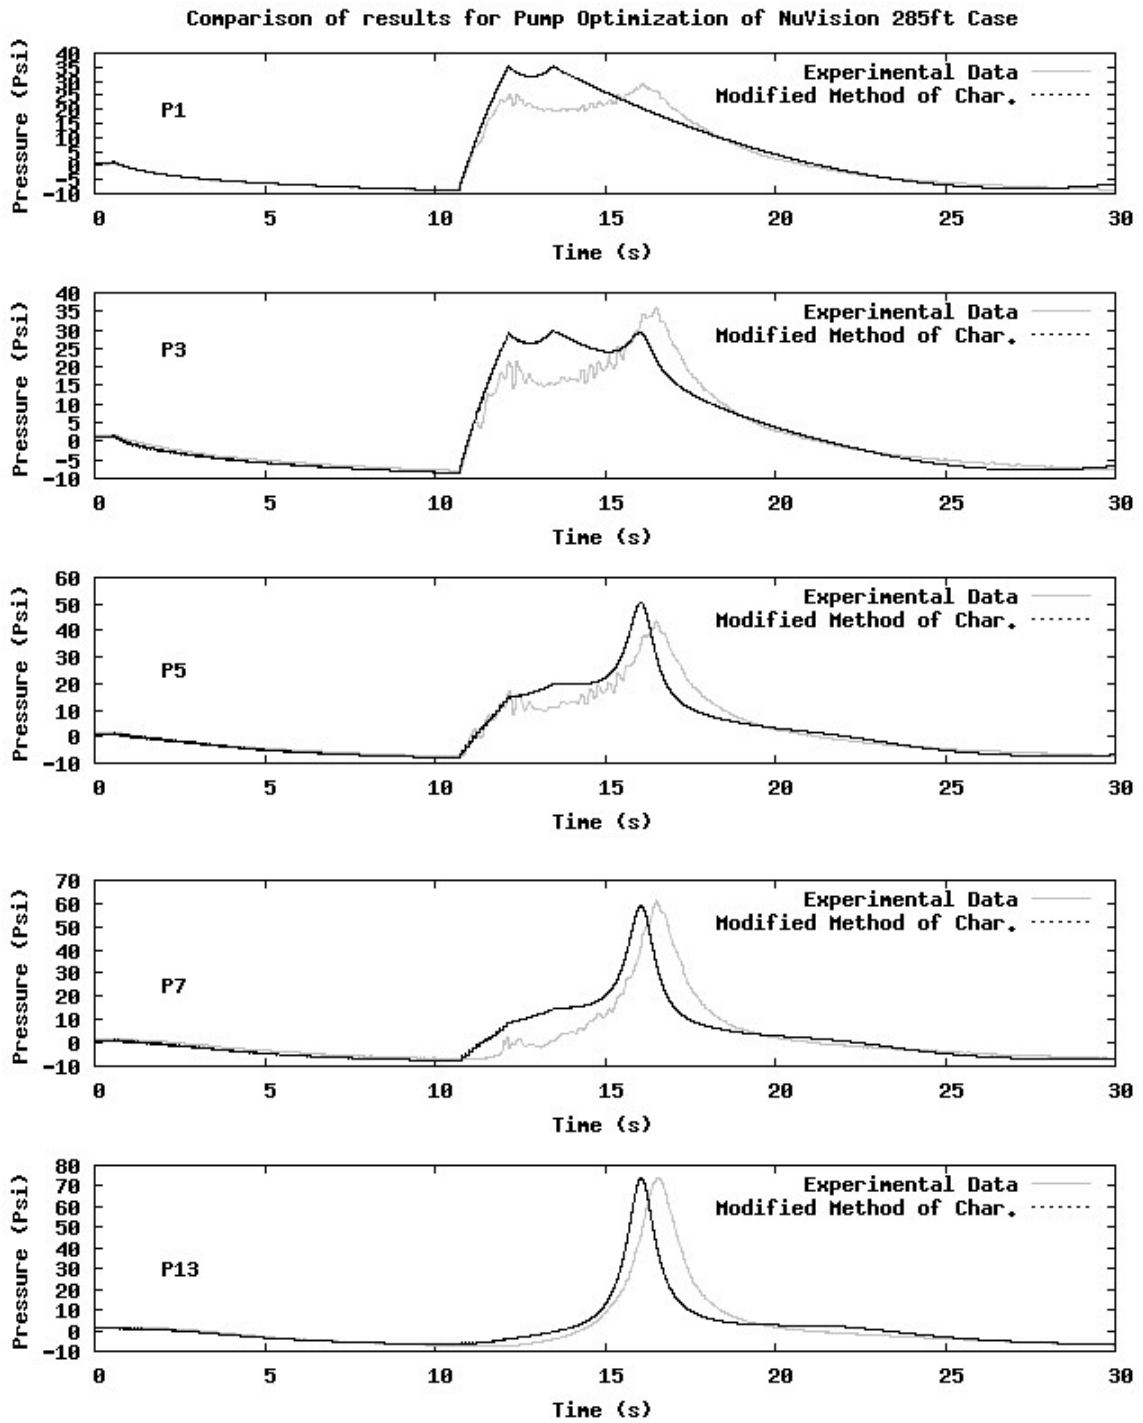 Comparison of results for Pump Optimization of NuVision 285ft Case
Pressure (Psi)
40
35
30
25
20
15
10
5
0
-5
-10
P1
Experimental Data
Modified Method of Char.
0 5 10 15 20 25 30
Time (s)
Pressure (Psi)
40
35
30
25
20
15
10
5
0
-5
-10
P3
Experimental Data
Modified Method of Char.
0 5 10 15 20 25 30
Time (s)
Pressure (Psi)
60
50
40
30
20
10
0
-10
P5
Experimental Data
Modified Method of Char.
0 5 10 15 20 25 30
Time (s)
Pressure (Psi)
70
60
50
40
30
20
10
0
-10
P7
Experimental Data
Modified Method of Char.
0 5 10 15 20 25 30
Time (s)
Pressure (Psi)
80
70
60
50
40
30
20
10
0
-10
P13
Experimental Data
Modified Method of Char.
0 5 10 15 20 25 30
Time (s)